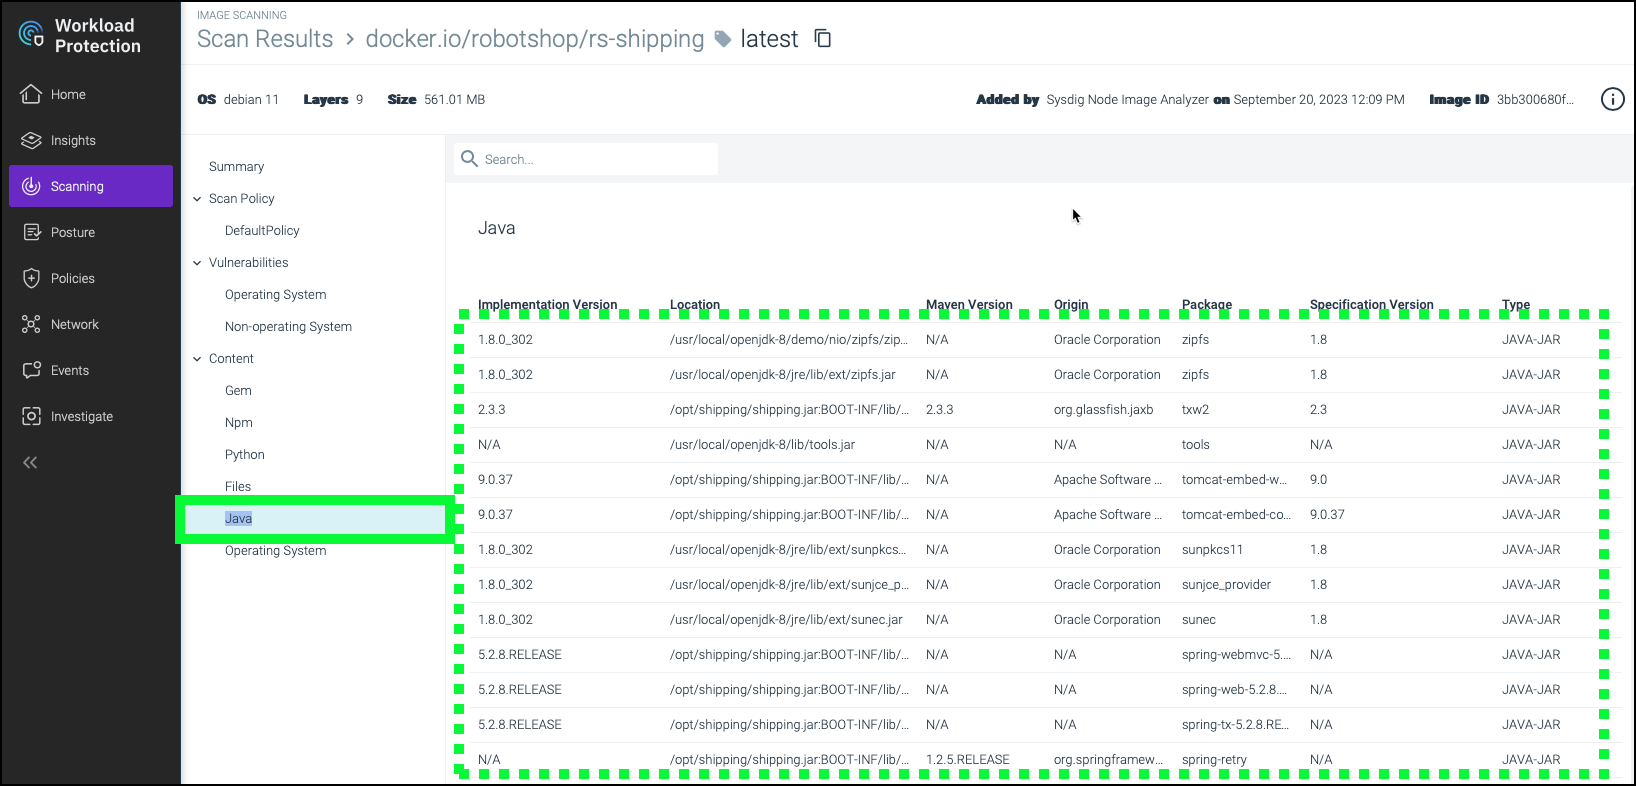 Workload
Protection
Home
Insights
Scanning
Posture
Policies
Network
Events
Investigate
IMAGE SCANNING
Scan Results > docker.io/robotshop/rs-shipping latest
OS debian 11 Layers 9 Size 561.01 MB Added by Sysdig Node Image Analyzer on September 20, 2023 12:09 PM Image ID 3bb300680f...
Summary
Scan Policy
DefaultPolicy
Vulnerabilities
Operating System
Non-operating System
Content
Gem
Npm
Python
Files
Java
Operating System
Search...
Java
Implementation Version Location Maven Version Origin Package Specification Version Type
1.8.0_302 /usr/local/openjdk-8/demo/nio/zipfs/zip... N/A Oracle Corporation zipfs 1.8 JAVA-JAR
1.8.0_302 /usr/local/openjdk-8/jre/lib/ext/zipfs.jar N/A Oracle Corporation zipfs 1.8 JAVA-JAR
2.3.3 /opt/shipping/shipping.jar:BOOT-INF/lib/... 2.3.3 org.glassfish.jaxb txw2 2.3 JAVA-JAR
N/A /usr/local/openjdk-8/lib/tools.jar N/A N/A tools N/A JAVA-JAR
9.0.37 /opt/shipping/shipping.jar:BOOT-INF/lib/... N/A Apache Software ... tomcat-embed-w... 9.0 JAVA-JAR
9.0.37 /opt/shipping/shipping.jar:BOOT-INF/lib/... N/A Apache Software ... tomcat-embed-co... 9.0.37 JAVA-JAR
1.8.0_302 /usr/local/openjdk-8/jre/lib/ext/sunpkcs... N/A Oracle Corporation sunpkcs11 1.8 JAVA-JAR
1.8.0_302 /usr/local/openjdk-8/jre/lib/ext/sunjce_p... N/A Oracle Corporation sunjce_provider 1.8 JAVA-JAR
1.8.0_302 /usr/local/openjdk-8/jre/lib/ext/sunec.jar N/A Oracle Corporation sunec 1.8 JAVA-JAR
5.2.8.RELEASE /opt/shipping/shipping.jar:BOOT-INF/lib/... N/A N/A spring-webmvc-5.... N/A JAVA-JAR
5.2.8.RELEASE /opt/shipping/shipping.jar:BOOT-INF/lib/... N/A N/A spring-web-5.2.8.... N/A JAVA-JAR
5.2.8.RELEASE /opt/shipping/shipping.jar:BOOT-INF/lib/... N/A N/A spring-tx-5.2.8.RE... N/A JAVA-JAR
N/A /opt/shipping/shipping.jar:BOOT-INF/lib/... 1.2.5.RELEASE org.springframew... spring-retry N/A JAVA-JAR